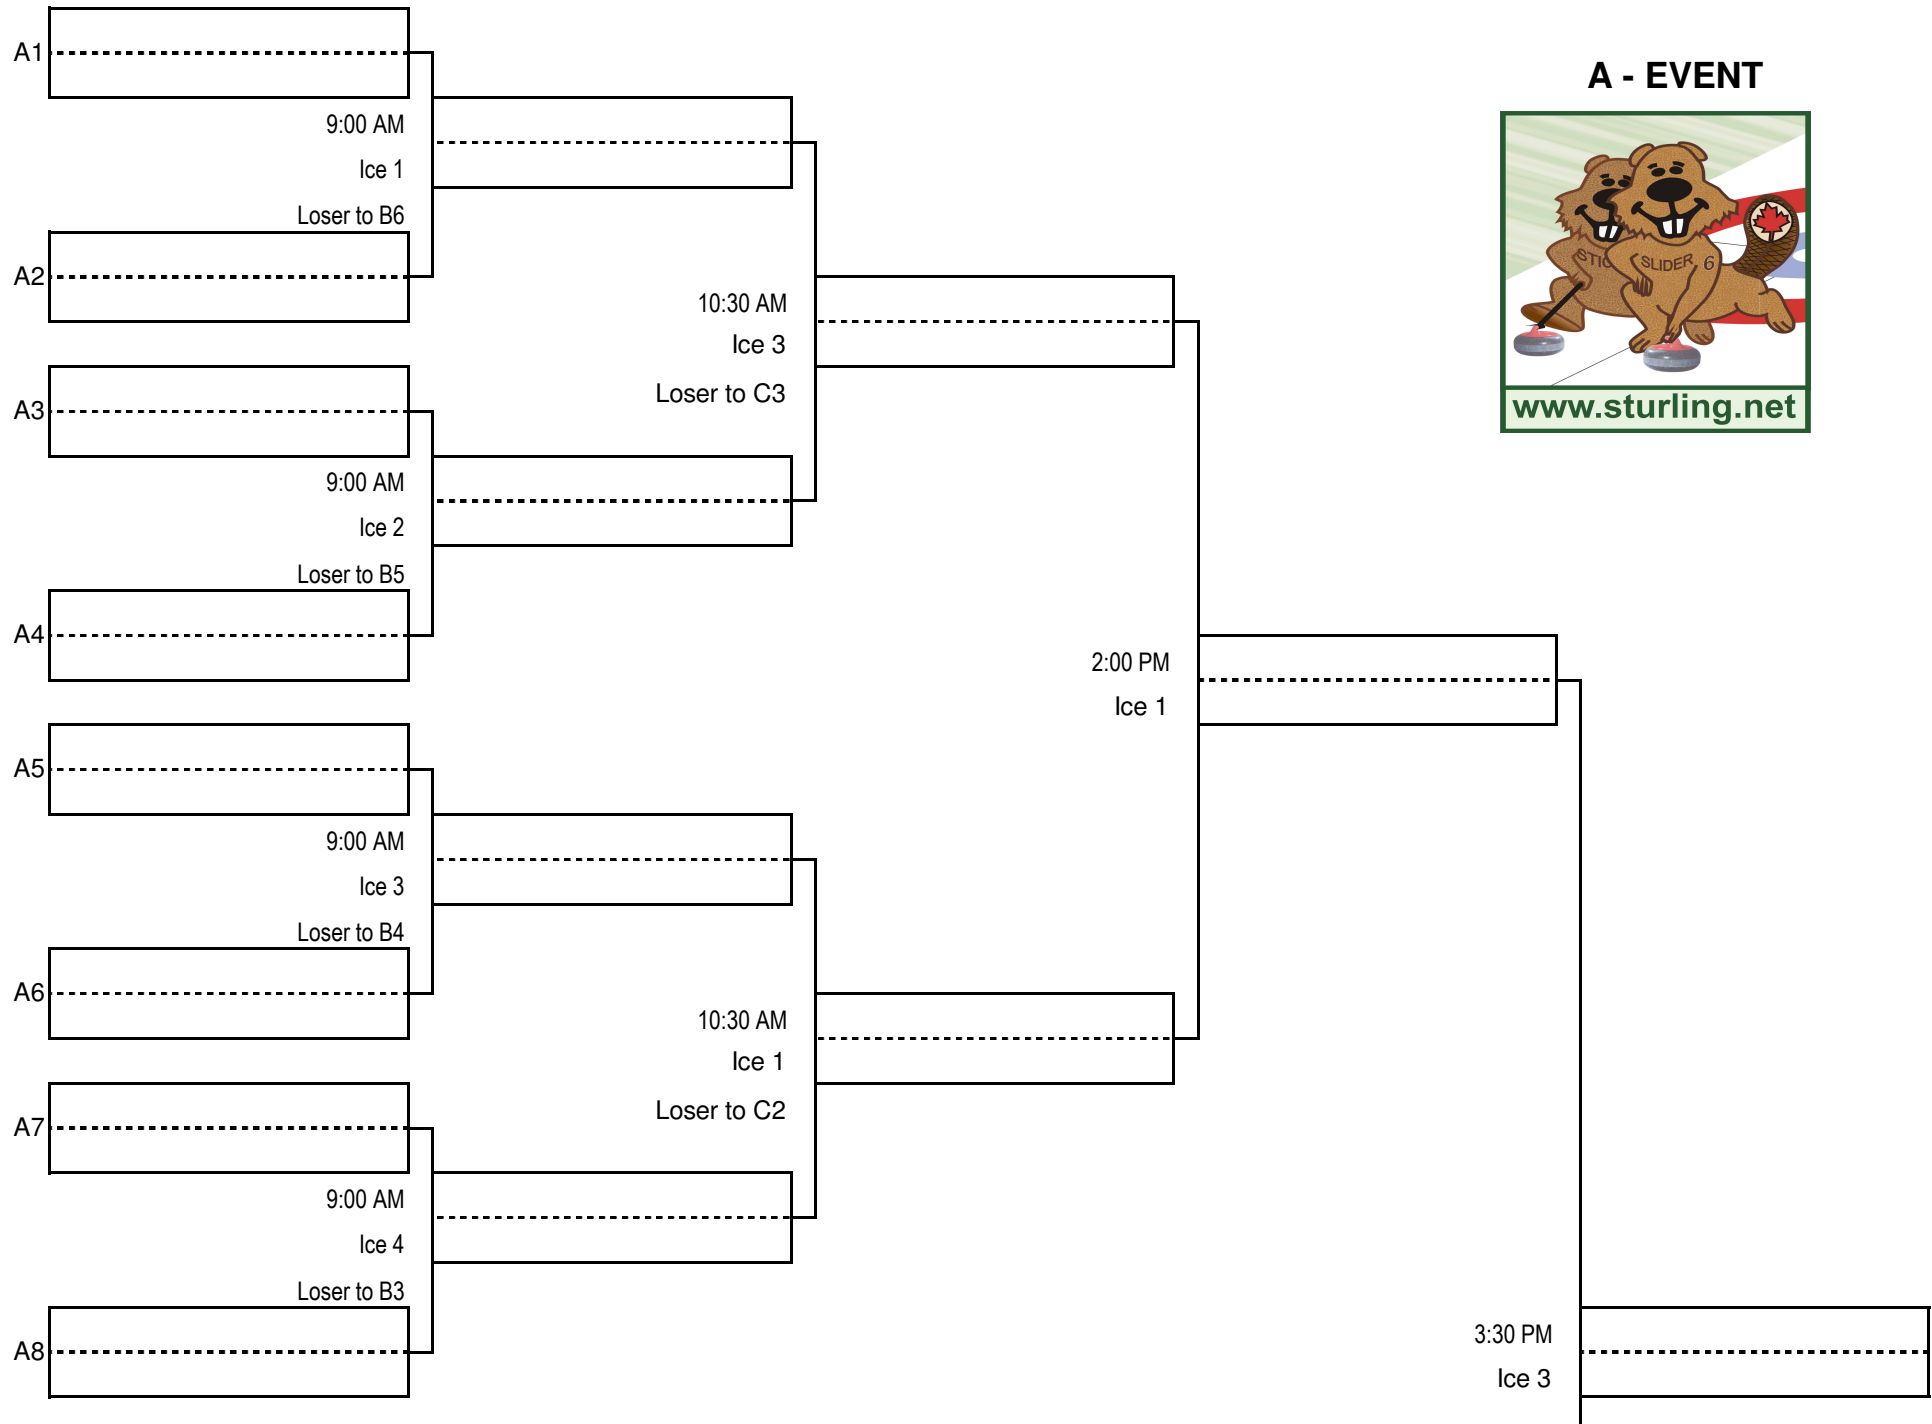 A1
9:00 AM
Ice 1
Loser to B6
A2
A - EVENT
STIC
SLIDER 6
www.sturling.net
10:30 AM
Ice 3
Loser to C3
A3
9:00 AM
Ice 2
Loser to B5
A4
2:00 PM
Ice 1
A5
9:00 AM
Ice 3
Loser to B4
A6
10:30 AM
Ice 1
Loser to C2
A7
9:00 AM
Ice 4
Loser to B3
A8
3:30 PM
Ice 3